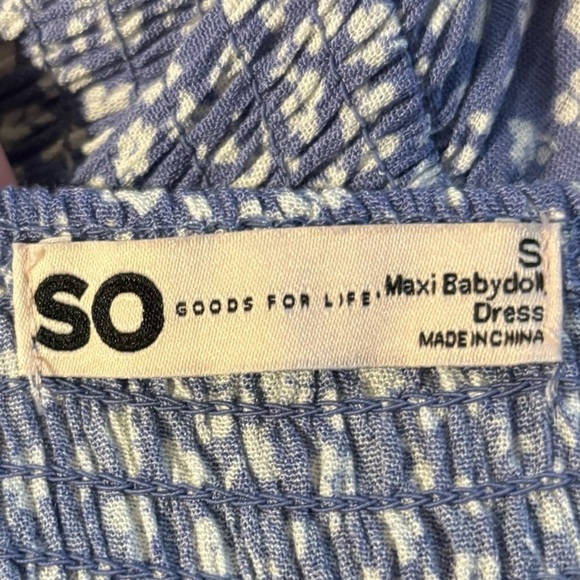 SO GOODS FOR LIFE.
S
Maxi Babydoll
Dress
MADE IN CHINA